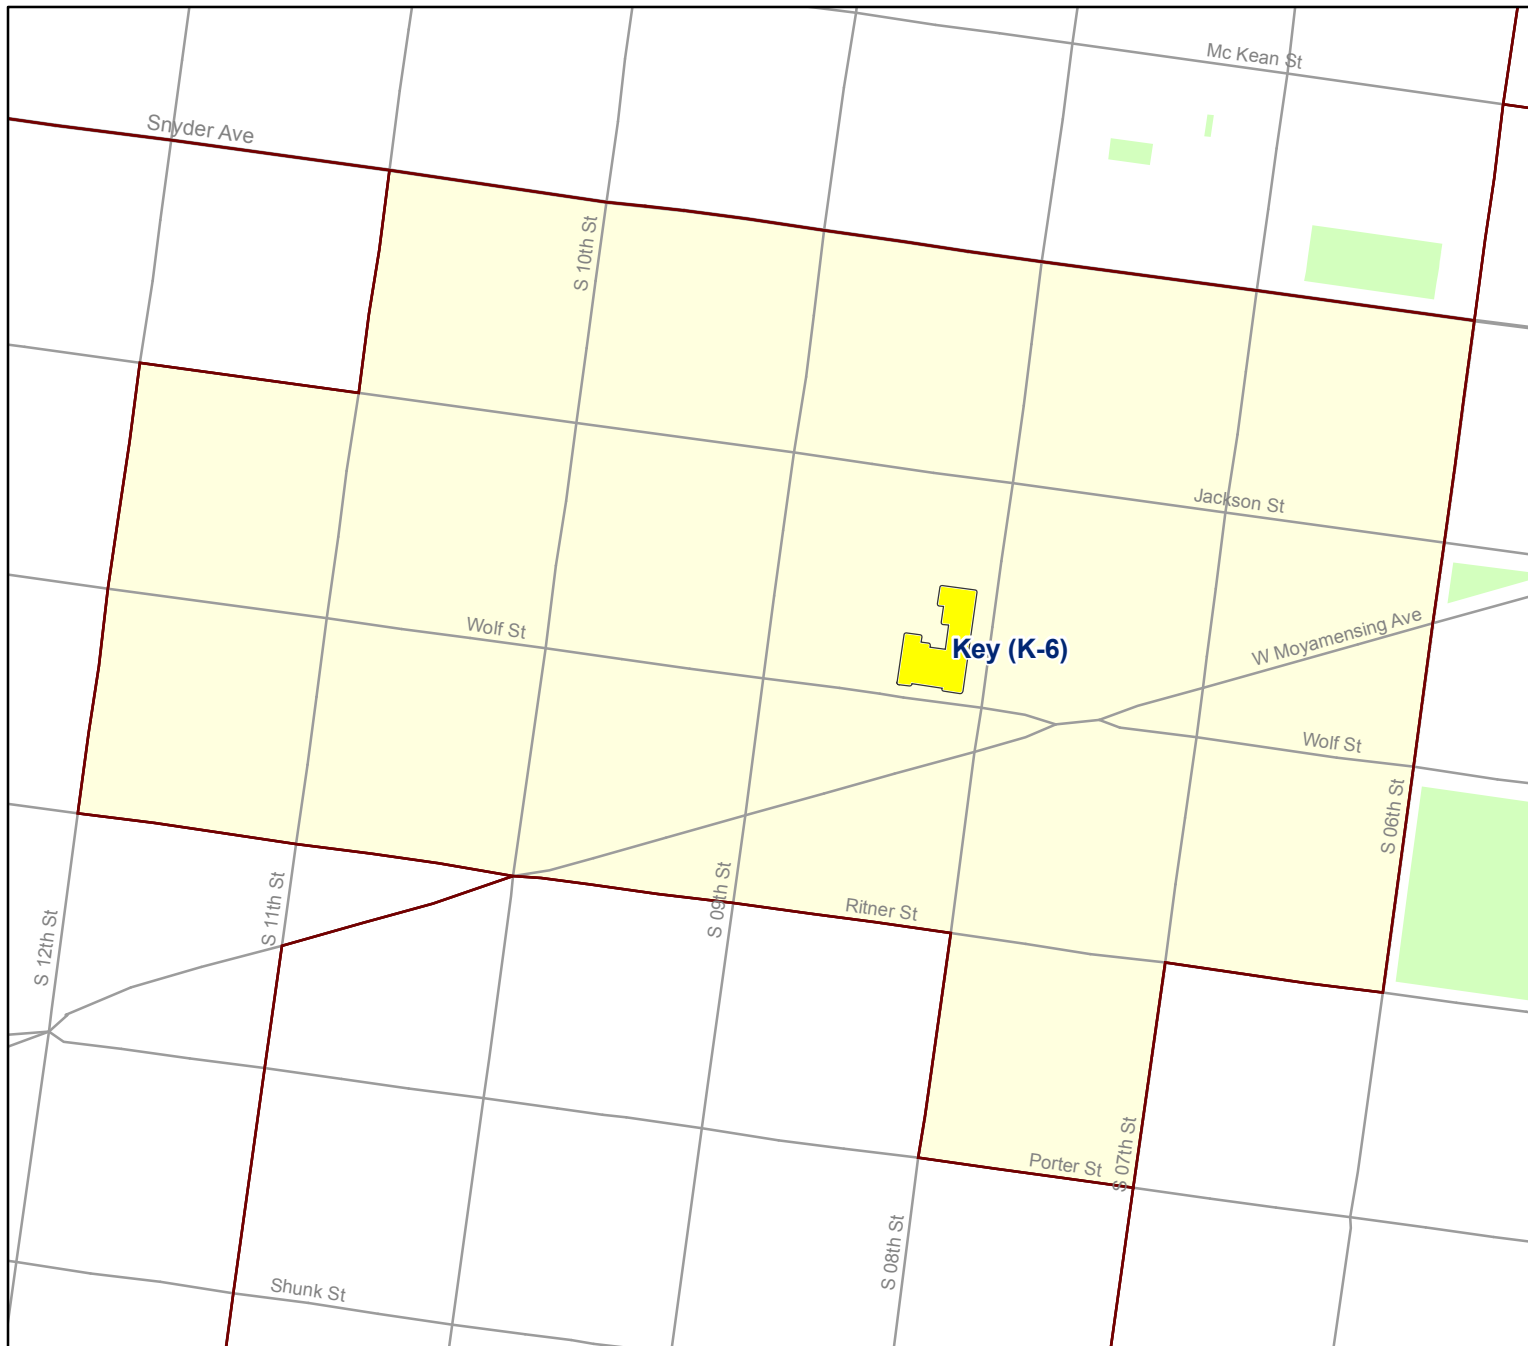 Mc Kean St
Snyder Ave
S 10th St
Jackson St
Wolf St
W Moyamensing Ave
Key (K-6)
Wolf St
S 06th St
S 09th St
S 11th St
Ritner St
S 12th St
S 07th St
Porter St
S 08th St
Shunk St